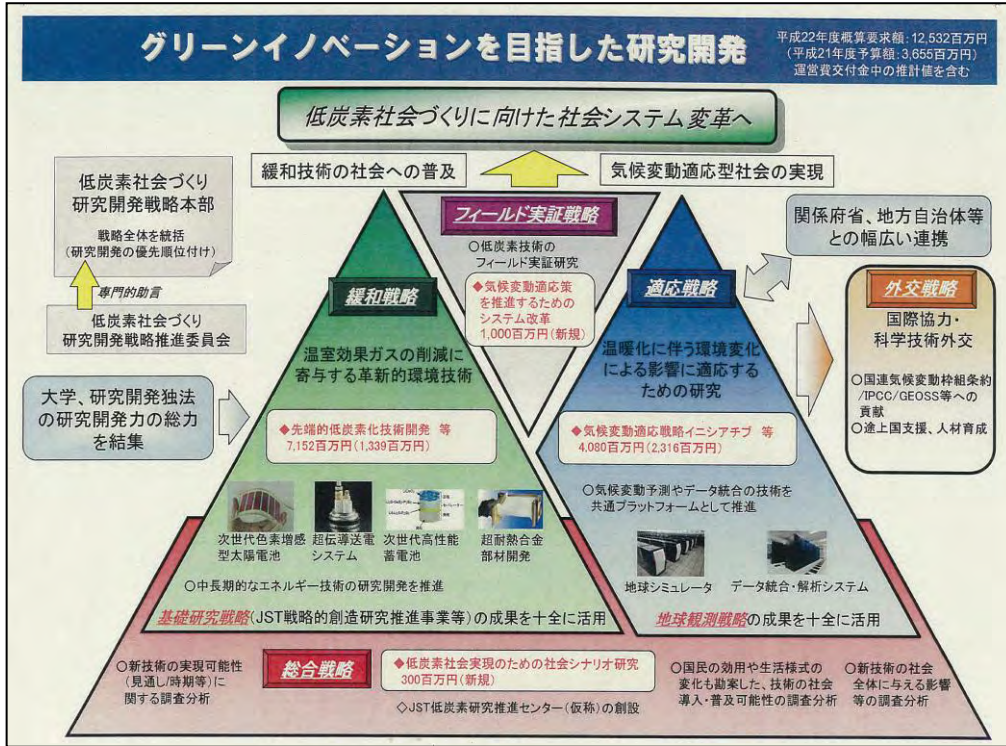 グリーンイノベーションを目指した研究開発
平成22年度概算要求額：12,532百万円
（平成21年度予算額：3,655百万円）
運営費交付金中の推計値を含む
低炭素社会づくりに向けた社会システム変革へ
緩和技術の社会への普及
気候変動適応型社会の実現
低炭素社会づくり
研究開発戦略本部
戦略全体を統括
（研究開発の優先順位付け）
専門的助言
低炭素社会づくり
研究開発戦略推進委員会
大学、研究開発独法
の研究開発力の総力
を結集
フィールド実証戦略
○低炭素技術の
フィールド実証研究
◆気候変動適応策
を推進するための
システム改革
1,000百万円（新規）
緩和戦略
温室効果ガスの削減に
寄与する革新的環境技術
◆先端的低炭素化技術開発 等
7,152百万円（1,339百万円）
次世代色素増感
型太陽電池
超伝導送電
システム
次世代高性能
蓄電池
超耐熱合金
部材開発
○中長期的なエネルギー技術の研究開発を推進
基礎研究戦略（JST戦略的創造研究推進事業等）の成果を十全に活用
適応戦略
温暖化に伴う環境変化
による影響に適応する
ための研究
◆気候変動適応戦略イニシアチブ 等
4,080百万円（2,316百万円）
○気候変動予測やデータ統合の技術を
共通プラットフォームとして推進
地球シミュレータ
データ統合・解析システム
地球観測戦略の成果を十全に活用
関係府省、地方自治体等
との幅広い連携
外交戦略
国際協力・
科学技術外交
○国連気候変動枠組条約
/IPCC/GEOSS等への
貢献
○途上国支援、人材育成
総合戦略
○新技術の実現可能性
（見通し/時期等）に
関する調査分析
◆低炭素社会実現のための社会シナリオ研究
300百万円（新規）
◇JST低炭素研究推進センター（仮称）の創設
○国民の効用や生活様式の
変化も勘案した、技術の社会
導入・普及可能性の調査分析
○新技術の社会
全体に与える影響
等の調査分析